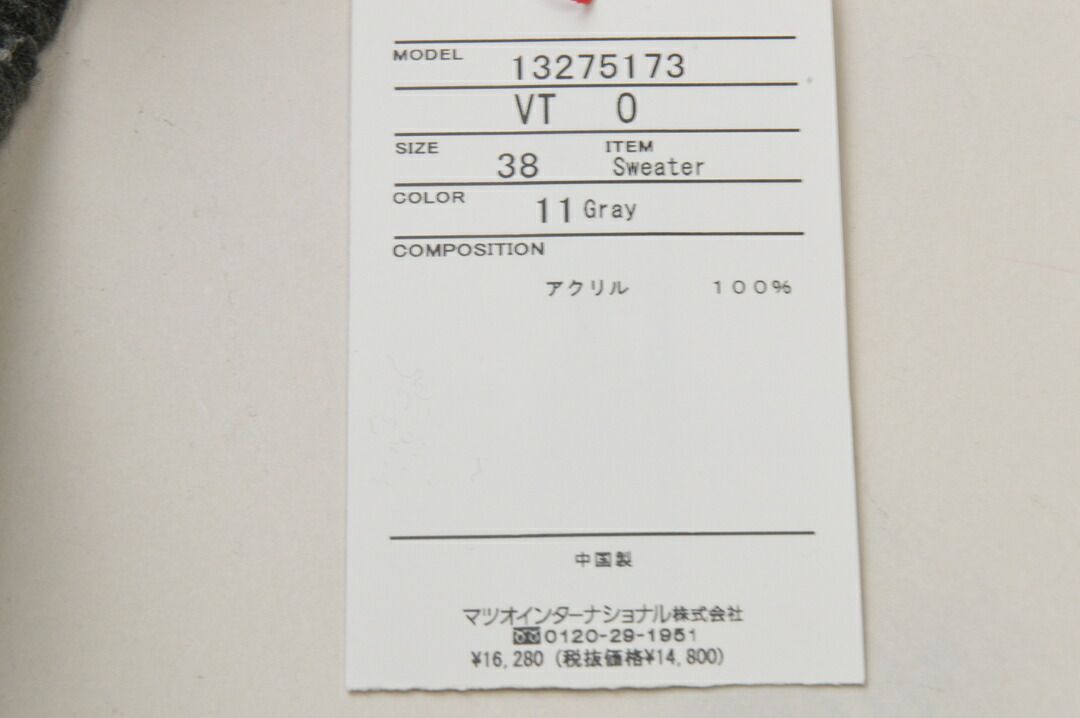 MODEL 13275173
VT 0
SIZE 38 ITEM Sweater
COLOR 11 Gray
COMPOSITION
アクリル １００％
中国製
マツオインターナショナル株式会社
0120-29-1951
¥16,280 (税抜価格¥14,800)